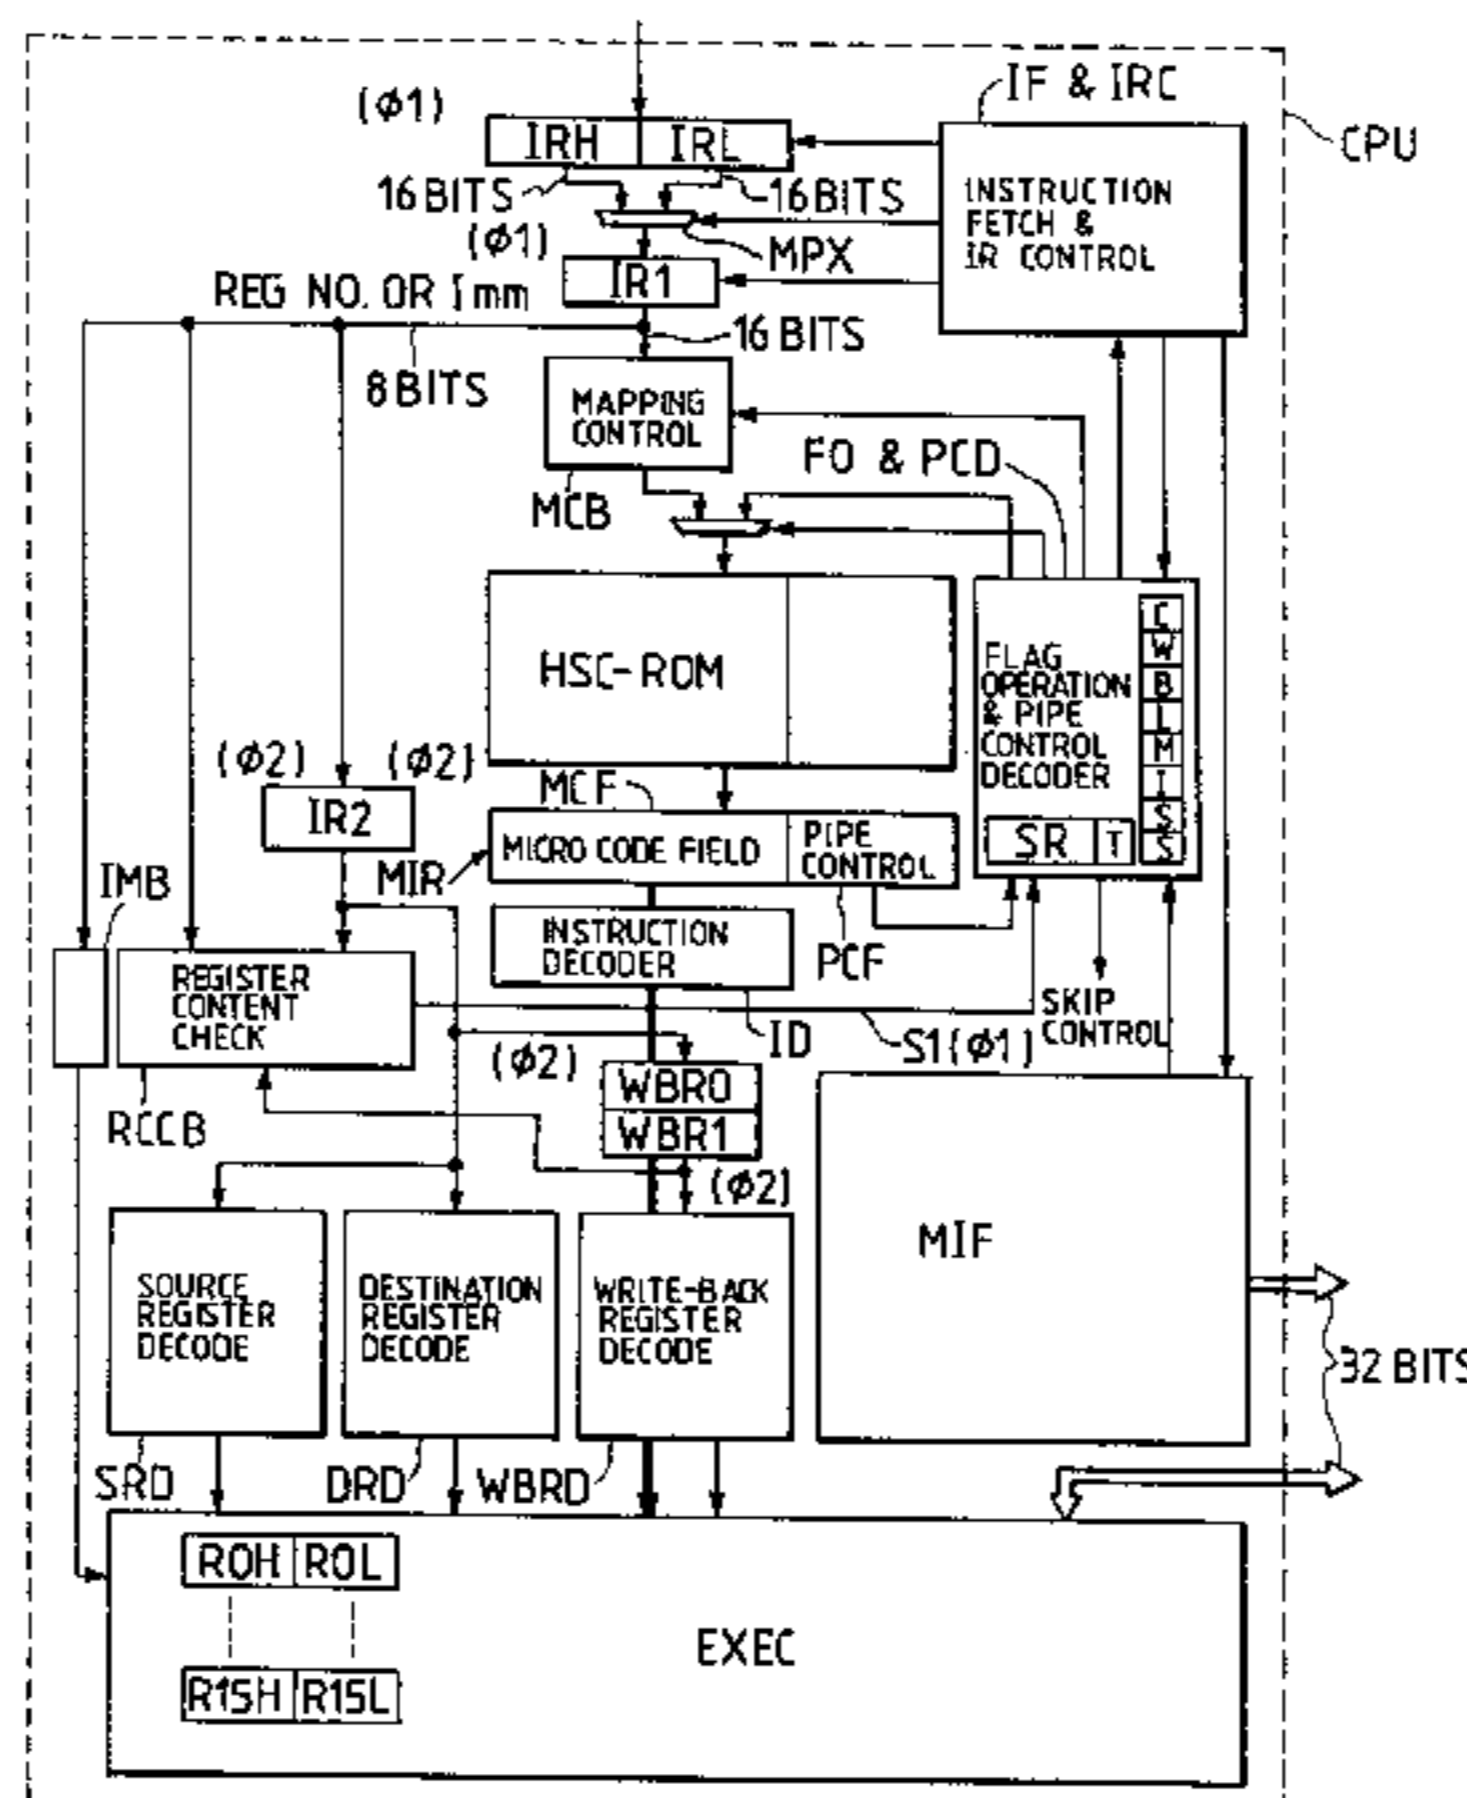 IF & IRC
(φ1)
CPU
IRH IRL
16 BITS
16 BITS
INSTRUCTION
FETCH &
IR CONTROL
(φ1)
MPX
IR1
REG NO. OR Imm
16 BITS
8 BITS
MAPPING
CONTROL
FO & PCD
MCB
HSC-ROM
FLAG
OPERATION
& PIPE
CONTROL
DECODER
C
W
B
L
M
I
S
S
SR T
(φ2)
(φ2)
MCF
IR2
MICRO CODE FIELD
PIPE
CONTROL
MIR
IMB
INSTRUCTION
DECODER
PCF
REGISTER
CONTENT
CHECK
SKIP
CONTROL
ID
S1(φ1)
(φ2)
WBR0
WBR1
RCCB
(φ2)
MIF
SOURCE
REGISTER
DECODE
DESTINATION
REGISTER
DECODE
WRITE-BACK
REGISTER
DECODE
32 BITS
SRD
DRD
WBRD
R0H R0L
EXEC
R15H R15L